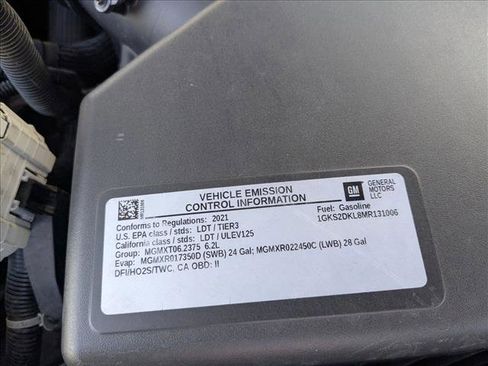 VEHICLE EMISSION
CONTROL INFORMATION
GM
GENERAL
MOTORS
LLC
Conforms to Regulations: 2021
Fuel: Gasoline
U.S. EPA class / stds: LDT / TIER3
1GKS2DKL8MR131006
California class / stds: LDT / ULEV125
Group: MGMXT06.2375 6.2L
Evap: MGMXR017350D (SWB) 24 Gal; MGMXR022450C (LWB) 28 Gal
DFI/HO2S/TWC, CA OBD: II